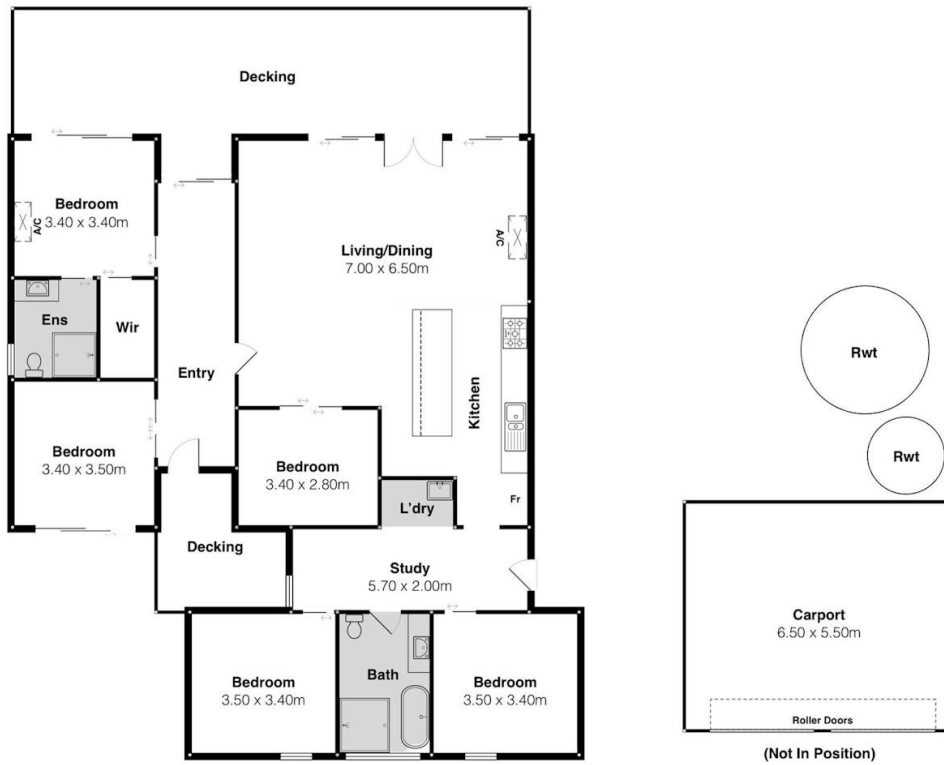 Decking
Bedroom
3.40 x 3.40m
A/C
Living/Dining
7.00 x 6.50m
A/C
Ens
Wir
Entry
Kitchen
Bedroom
3.40 x 3.50m
Bedroom
3.40 x 2.80m
L'dry
Fr
Decking
Study
5.70 x 2.00m
Bedroom
3.50 x 3.40m
Bath
Bedroom
3.50 x 3.40m
Rwt
Rwt
Carport
6.50 x 5.50m
Roller Doors
(Not In Position)